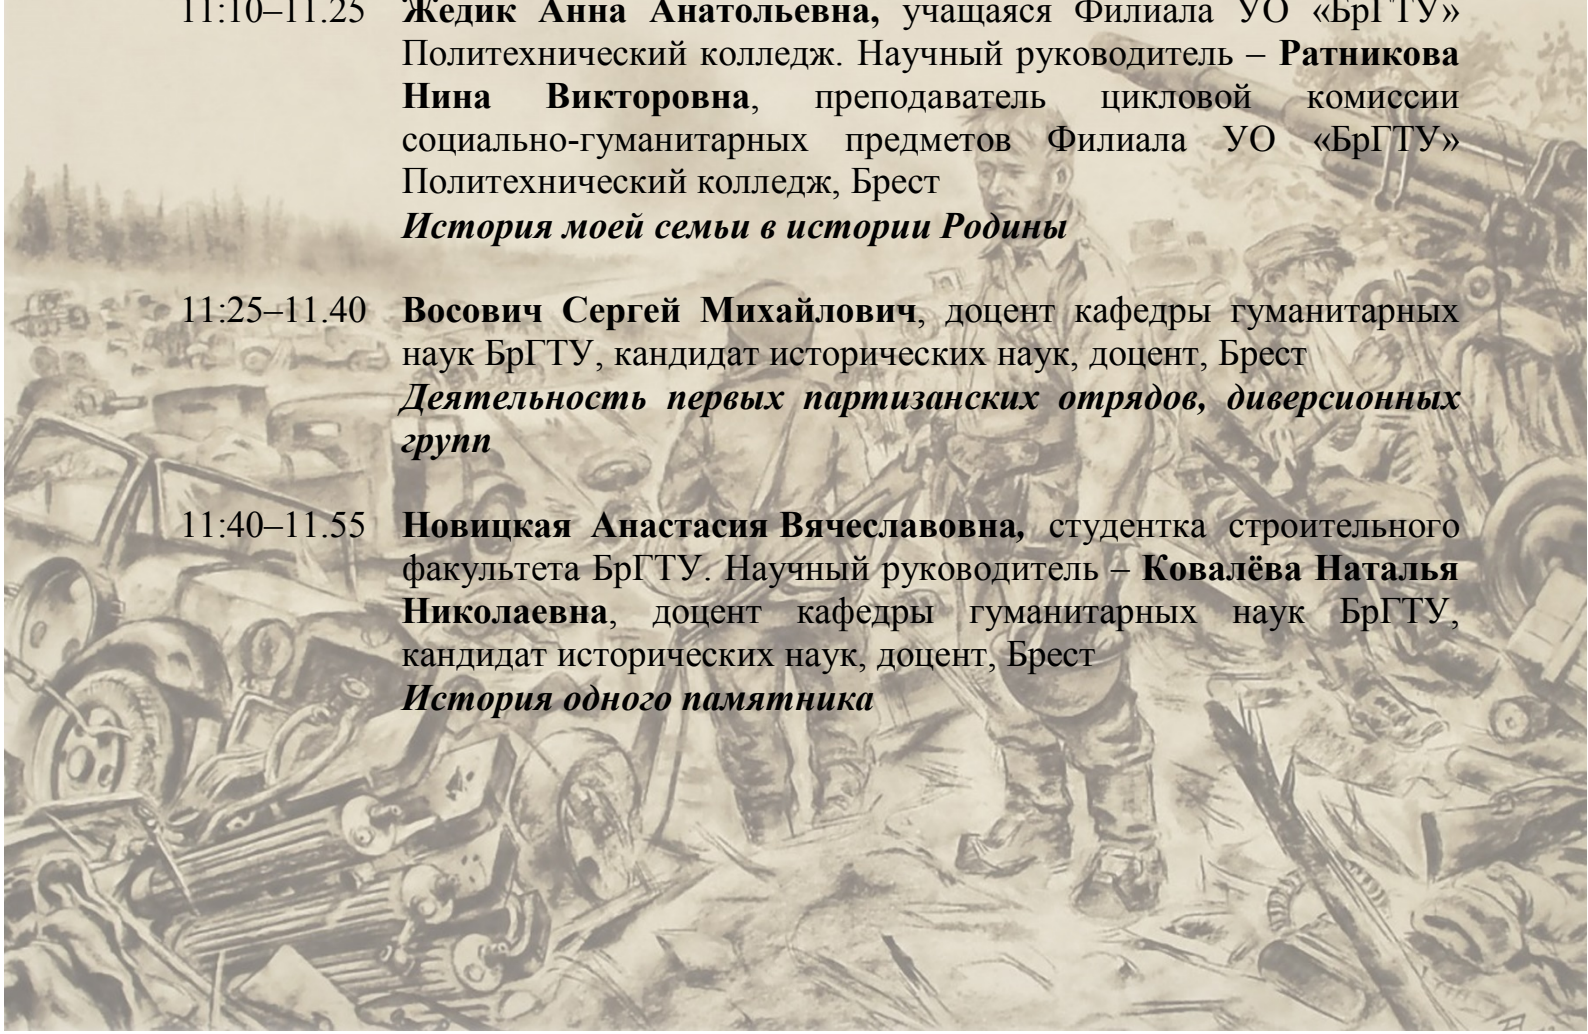 11:10–11.25 Жедик Анна Анатольевна, учащаяся Филиала УО «БрГТУ»
Политехнический колледж. Научный руководитель – Ратникова
Нина Викторовна, преподаватель цикловой комиссии
социально-гуманитарных предметов Филиала УО «БрГТУ»
Политехнический колледж, Брест
История моей семьи в истории Родины
11:25–11.40 Восович Сергей Михайлович, доцент кафедры гуманитарных
наук БрГТУ, кандидат исторических наук, доцент, Брест
Деятельность первых партизанских отрядов, диверсионных
групп
11:40–11.55 Новицкая Анастасия Вячеславовна, студентка строительного
факультета БрГТУ. Научный руководитель – Ковалёва Наталья
Николаевна, доцент кафедры гуманитарных наук БрГТУ,
кандидат исторических наук, доцент, Брест
История одного памятника